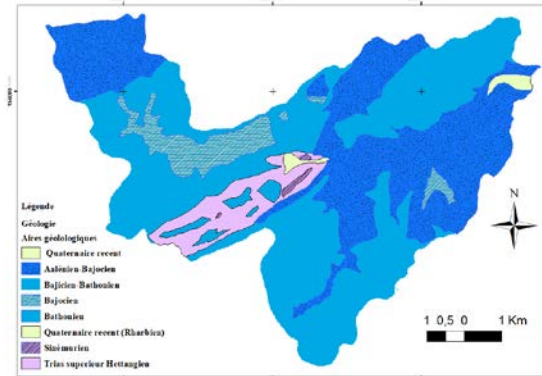 Légende
Géologie
Aires géologiques
Quaternaire recent
Aalénien-Bajocien
Bajicien-Bathonien
Bajocien
Bathonien
Quaternaire recent (Rharbien)
Sinémurien
Trias superieur Hettangien
N
1 0,5 0 1 Km